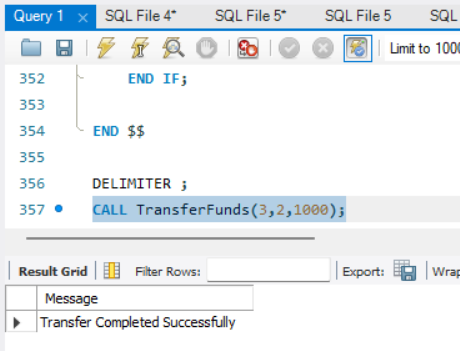 Query 1 × SQL File 4* SQL File 5* SQL File 5 SQL
Limit to 1000
352 END IF;
353
354 END $$
355
356 DELIMITER ;
357 CALL TransferFunds(3,2,1000);
Result Grid Filter Rows: Export: Wrap
Message
Transfer Completed Successfully